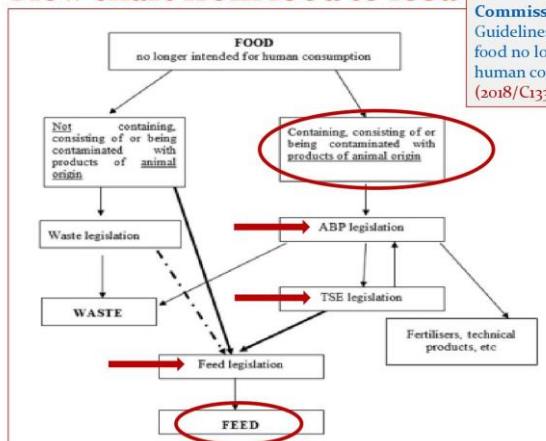 FOOD
no longer intended for human consumption
Commiss
Guidelines
food no lo
human co
(2018/C133
Not containing,
consisting of or being
contaminated with
products of animal
origin
Containing, consisting of or
being contaminated with
products of animal origin
Waste legislation
ABP legislation
WASTE
TSE legislation
Fertilisers, technical
products, etc
Feed legislation
FEED